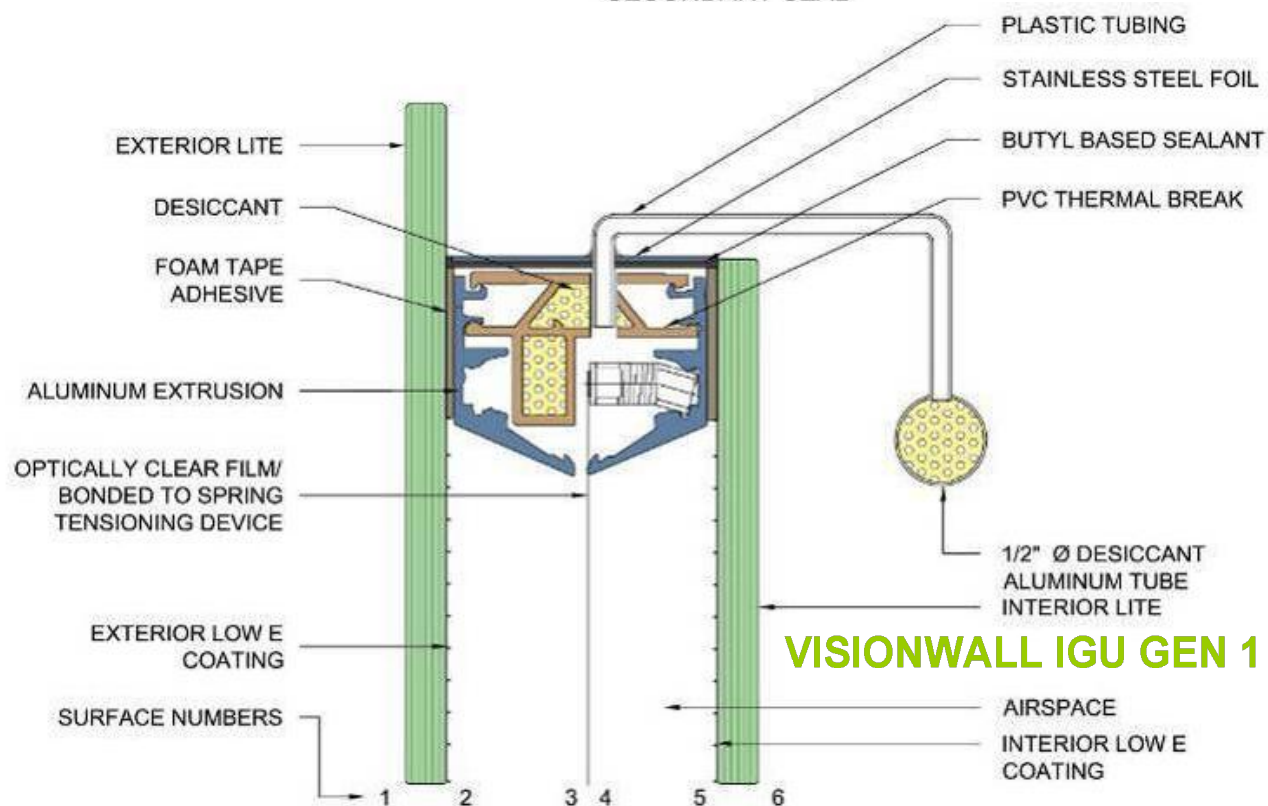 PLASTIC TUBING
STAINLESS STEEL FOIL
BUTYL BASED SEALANT
PVC THERMAL BREAK
EXTERIOR LITE
DESICCANT
FOAM TAPE
ADHESIVE
ALUMINUM EXTRUSION
OPTICALLY CLEAR FILM/
BONDED TO SPRING
TENSIONING DEVICE
EXTERIOR LOW E
COATING
SURFACE NUMBERS
1/2" Ø DESICCANT
ALUMINUM TUBE
INTERIOR LITE
VISIONWALL IGU GEN 1
AIRSPACE
INTERIOR LOW E
COATING
1 2 3 4 5 6